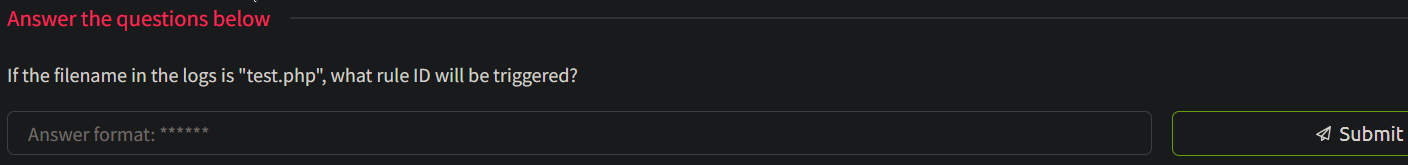 Answer the questions below
If the filename in the logs is "test.php", what rule ID will be triggered?
Answer format: ******
Submit